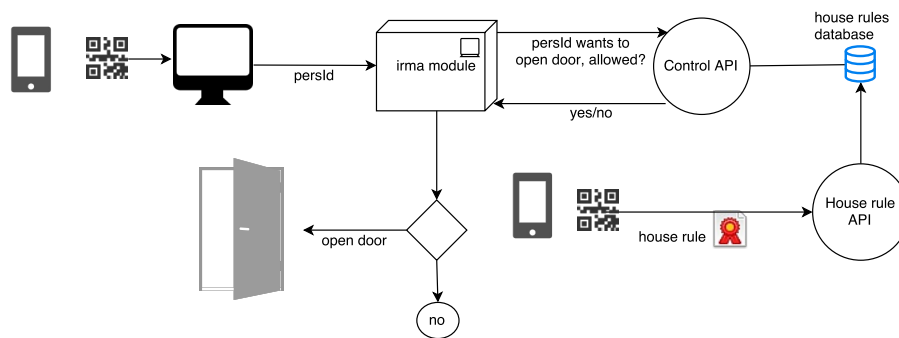 house rules
database
persId
irma module
persId wants to
open door, allowed?
Control API
yes/no
open door
house rule
House rule
API
no